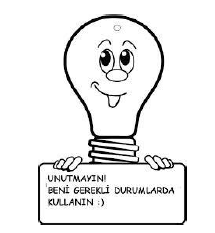 UNUTMAYIN!
BENİ GEREKLİ DURUMLARDA
KULLANIN :)